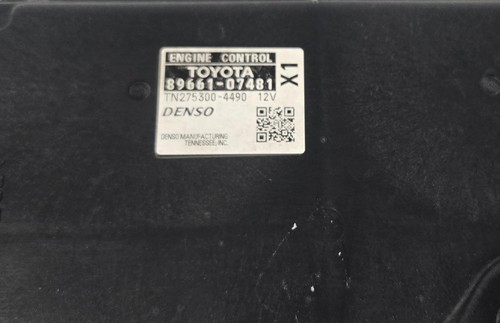 ENGINE CONTROL
TOYOTA
89661-07481
X1
TN275300-4490 12V
DENSO
DENSO MANUFACTURING
TENNESSEE, INC.